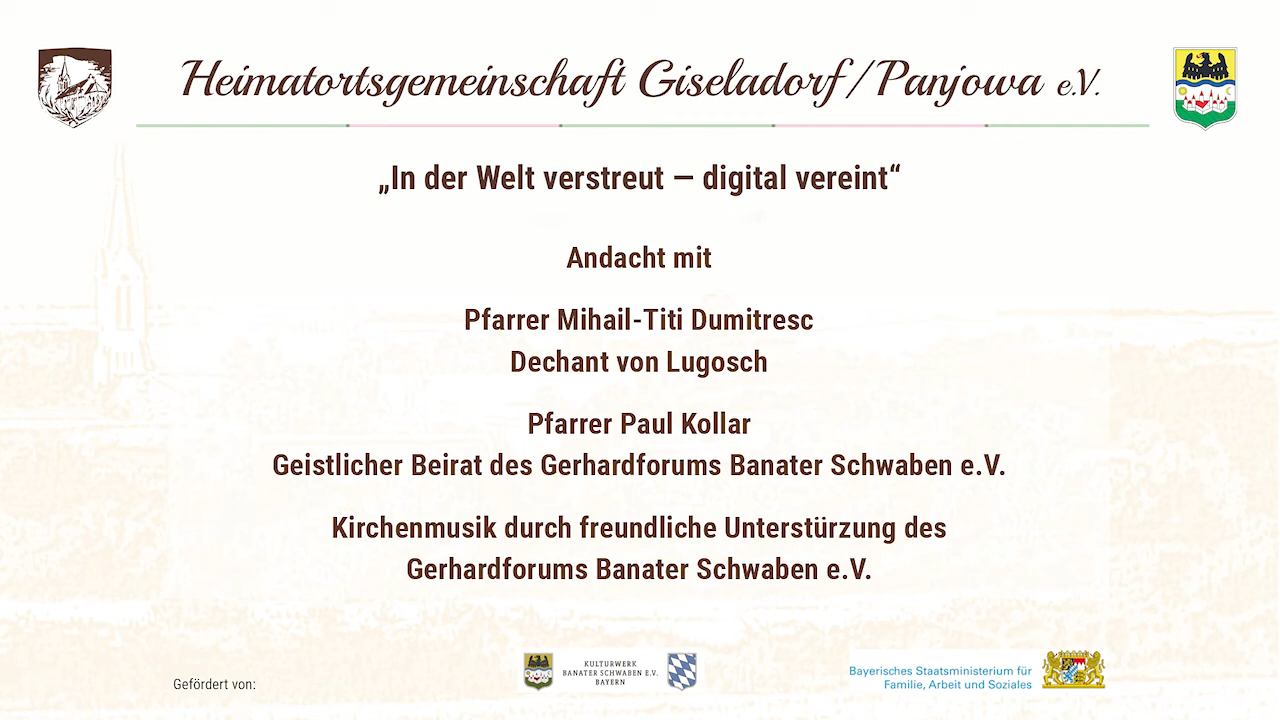 Heimatortsgemeinschaft Giseladorf/Panjowa e.V.
„In der Welt verstreut — digital vereint“
Andacht mit
Pfarrer Mihail-Titi Dumitresc
Dechant von Lugosch
Pfarrer Paul Kollar
Geistlicher Beirat des Gerhardforums Banater Schwaben e.V.
Kirchenmusik durch freundliche Unterstürzung des
Gerhardforums Banater Schwaben e.V.
Gefördert von:
KULTURWERK
BANATER SCHWABEN E.V.
BAYERN
Bayerisches Staatsministerium für
Familie, Arbeit und Soziales